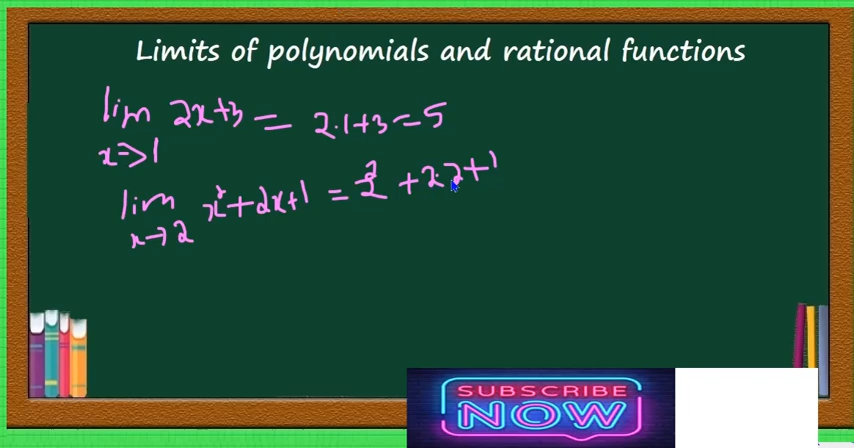 Limits of polynomials and rational functions
lim 2x+3 = 2·1+3=5
x=>1
lim x²+2x+1 = 2²+2·2+1
x→2
SUBSCRIBE
NOW